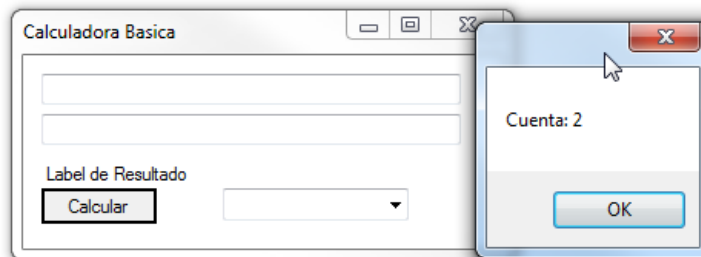 Calculadora Basica
Label de Resultado
Calcular
Cuenta: 2
OK